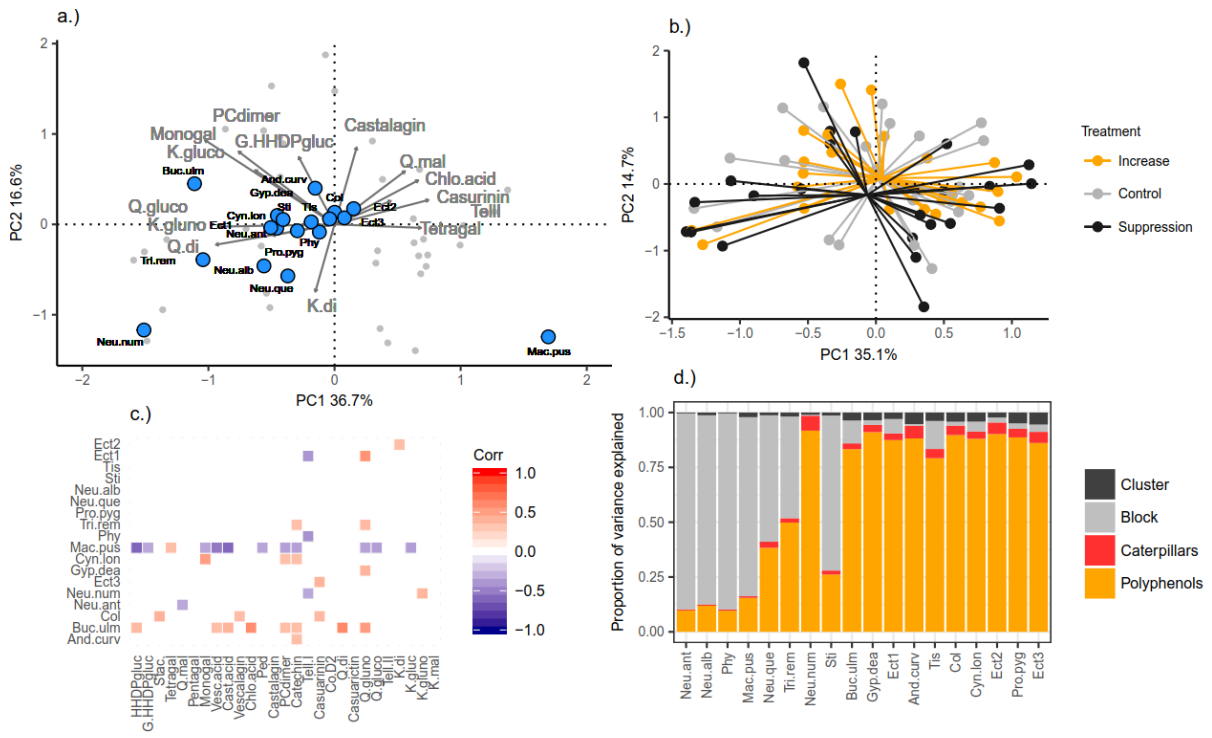 a.)
PC2 16.6%
2
1
0
−1
−2
−1
0
1
2
PC1 36.7%
PCdimer
Monogal
G.HHDPgluc
Castalagin
K.gluco
Buc.ulm
And.curv
Q.mal
Gyp.dea
Chlo.acid
Col
Q.gluco
Sti
Tis
Ect2
Casurinin
Cyn.lon
TelII
K.gluno
Ect1
Ect3
Tetragal
Neu.ant
Phy
Q.di
Pro.pyg
Tri.rem
Neu.alb
Neu.que
K.di
Neu.num
Mac.pus
b.)
PC2 14.7%
2
1
0
−1
−2
−1.5
−1.0
−0.5
0.0
0.5
1.0
PC1 35.1%
Treatment
Increase
Control
Suppression
c.)
Ect2
Ect1
Tis
Sti
Neu.alb
Neu.que
Pro.pyg
Tri.rem
Phy
Mac.pus
Cyn.lon
Gyp.dea
Ect3
Neu.num
Neu.ant
Col
Buc.ulm
And.curv
HHDPgluc
G.HHDPgluc
Stac.
Tetragal
Q.mal
Pentagal
Monogal
Vesc.acid
Cast.acid
Vescalagin
Chlo.acid
Ped
Castalagin
PCdimer
Catechin
Tell.I
Casuarinin
Co.D2
Q.di
Casuarictin
Q.gluno
Q.gluco
Tell.II
K.di
K.gluc
K.gluno
K.mal
Corr
1.0
0.5
0.0
−0.5
−1.0
d.)
Proportion of variance explained
1.00
0.75
0.50
0.25
0.00
Neu.ant
Neu.alb
Phy
Mac.pus
Neu.que
Tri.rem
Neu.num
Sti
Buc.ulm
Gyp.dea
Ect1
And.curv
Tis
Col
Cyn.lon
Ect2
Pro.pyg
Ect3
Cluster
Block
Caterpillars
Polyphenols